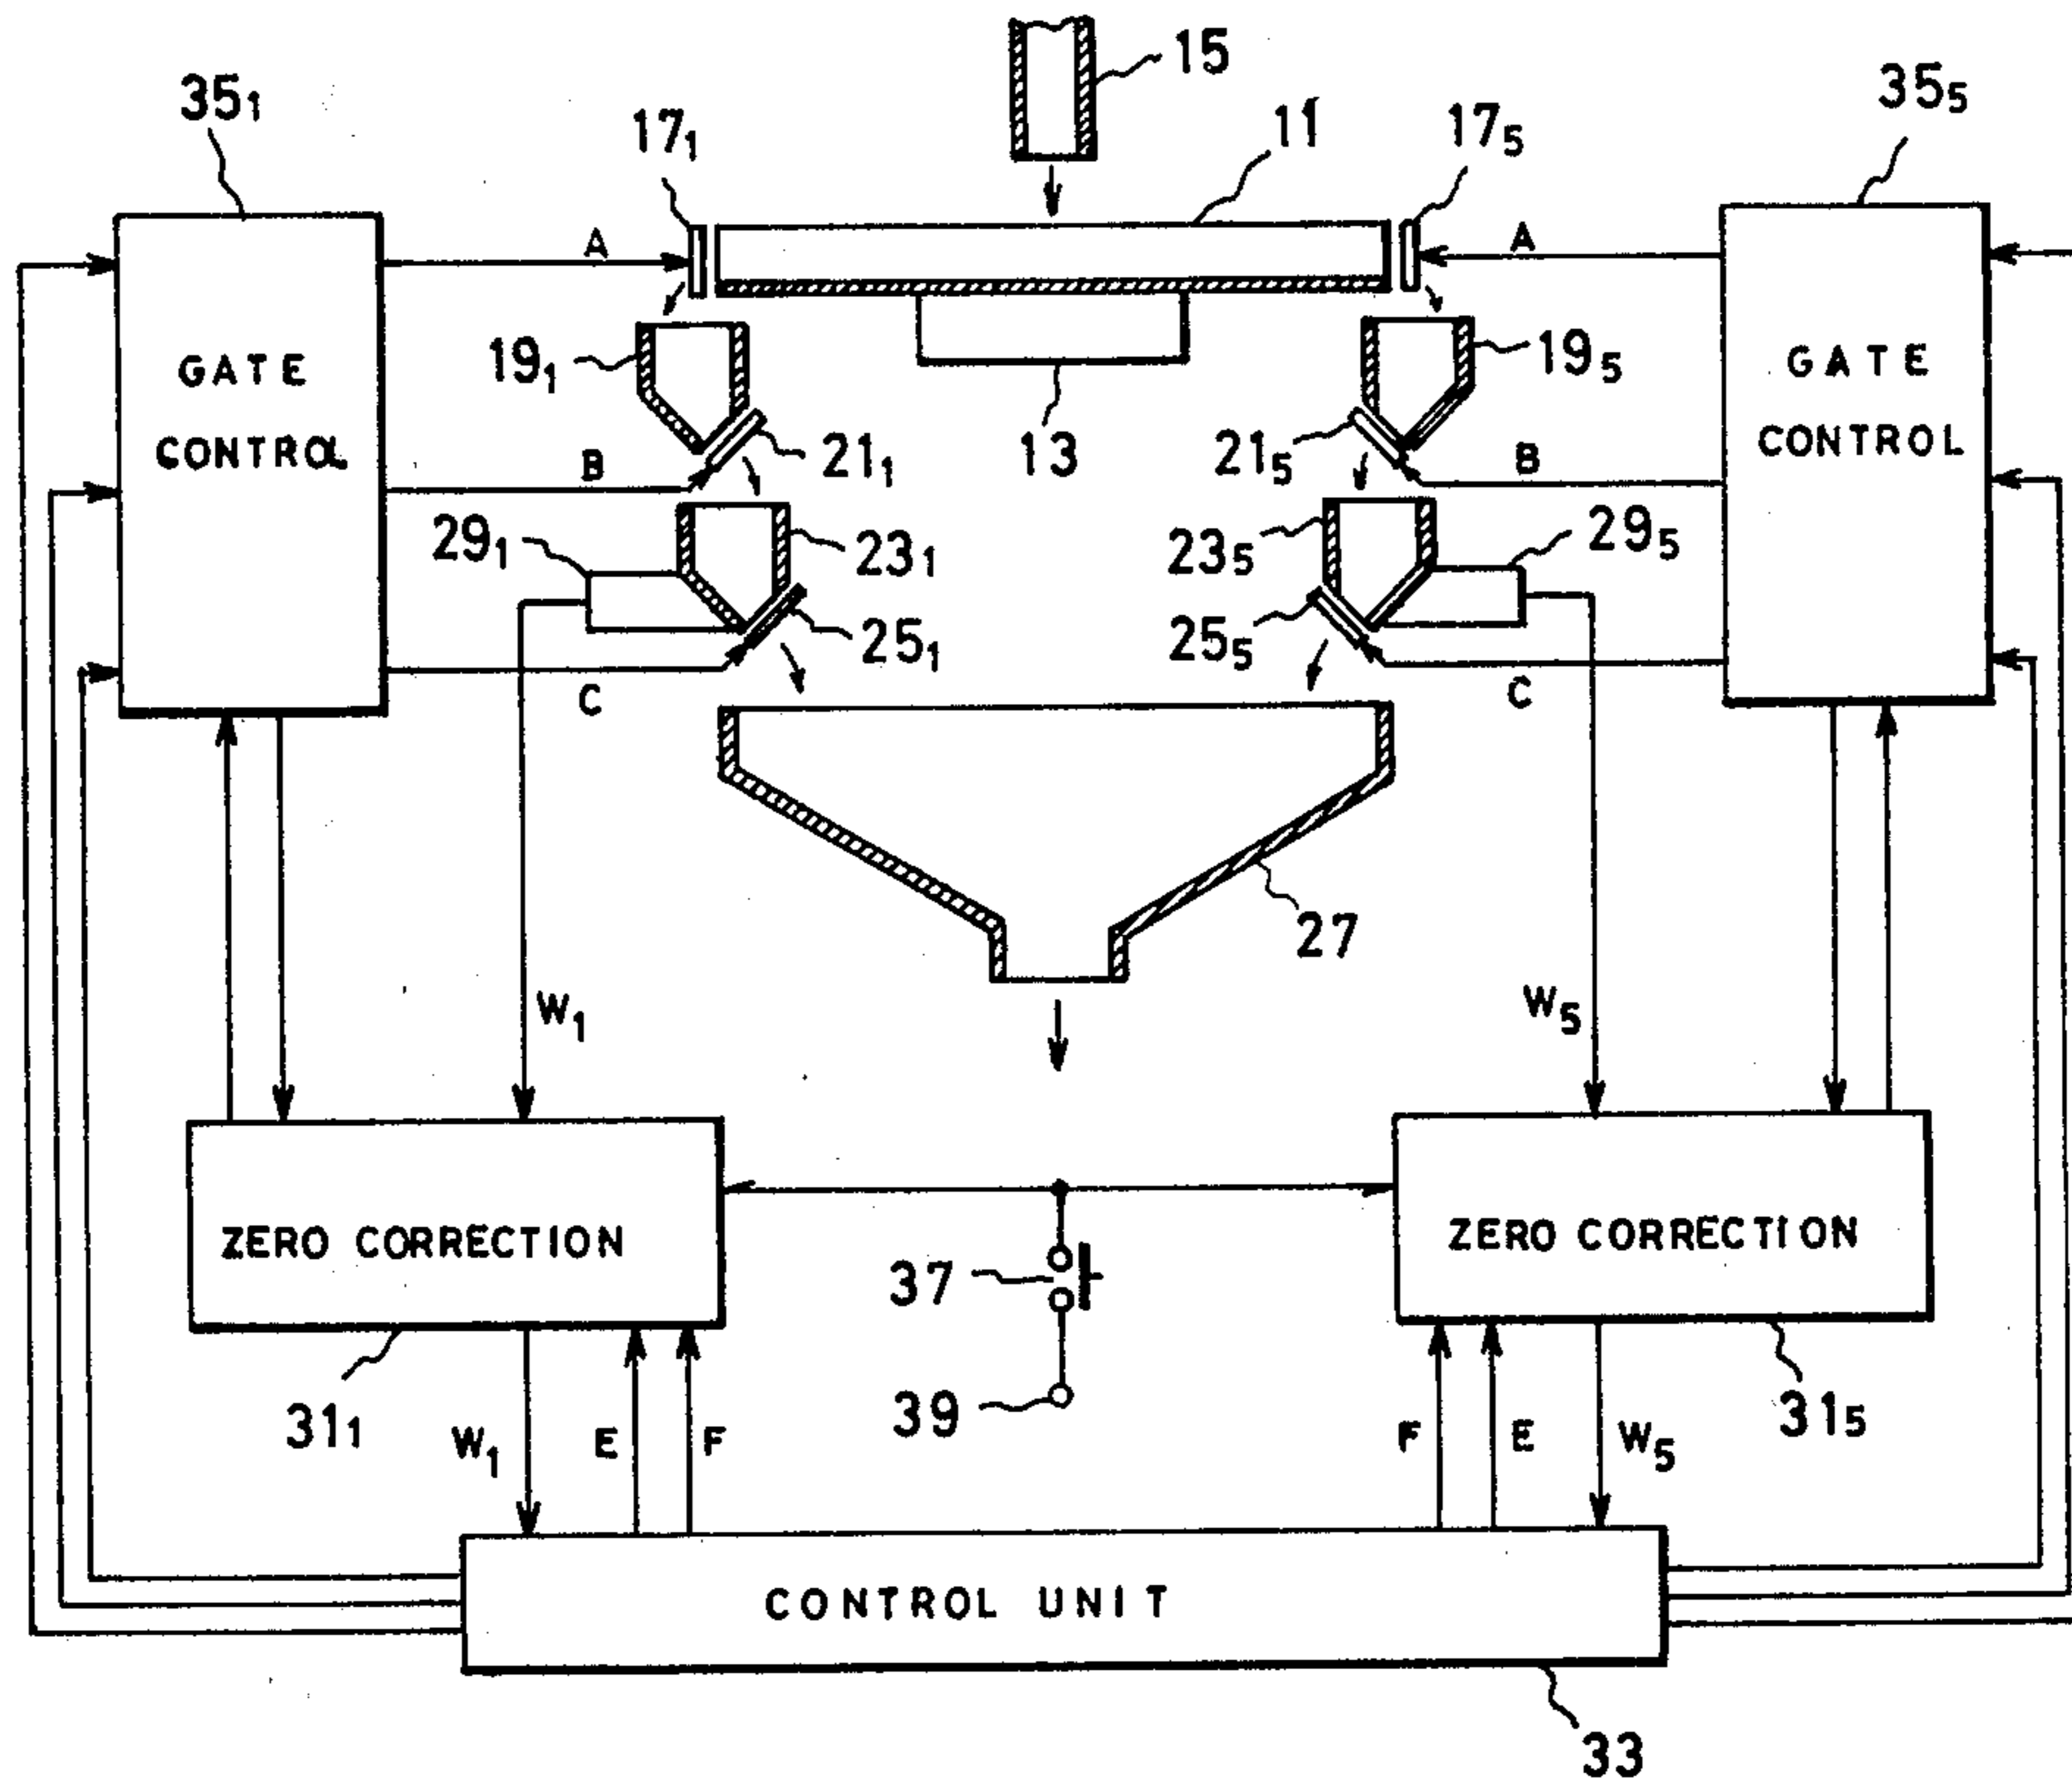 15
35₁
35₅
17₁
11
17₅
A
A
GATE
CONTROL
GATE
CONTROL
19₁
19₅
21₁
13
21₅
B
B
29₁
23₁
23₅
29₅
25₁
25₅
C
C
27
W₁
W₅
ZERO CORRECTION
ZERO CORRECTION
37
39
31₁
31₅
W₁
E
F
F
E
W₅
CONTROL UNIT
33